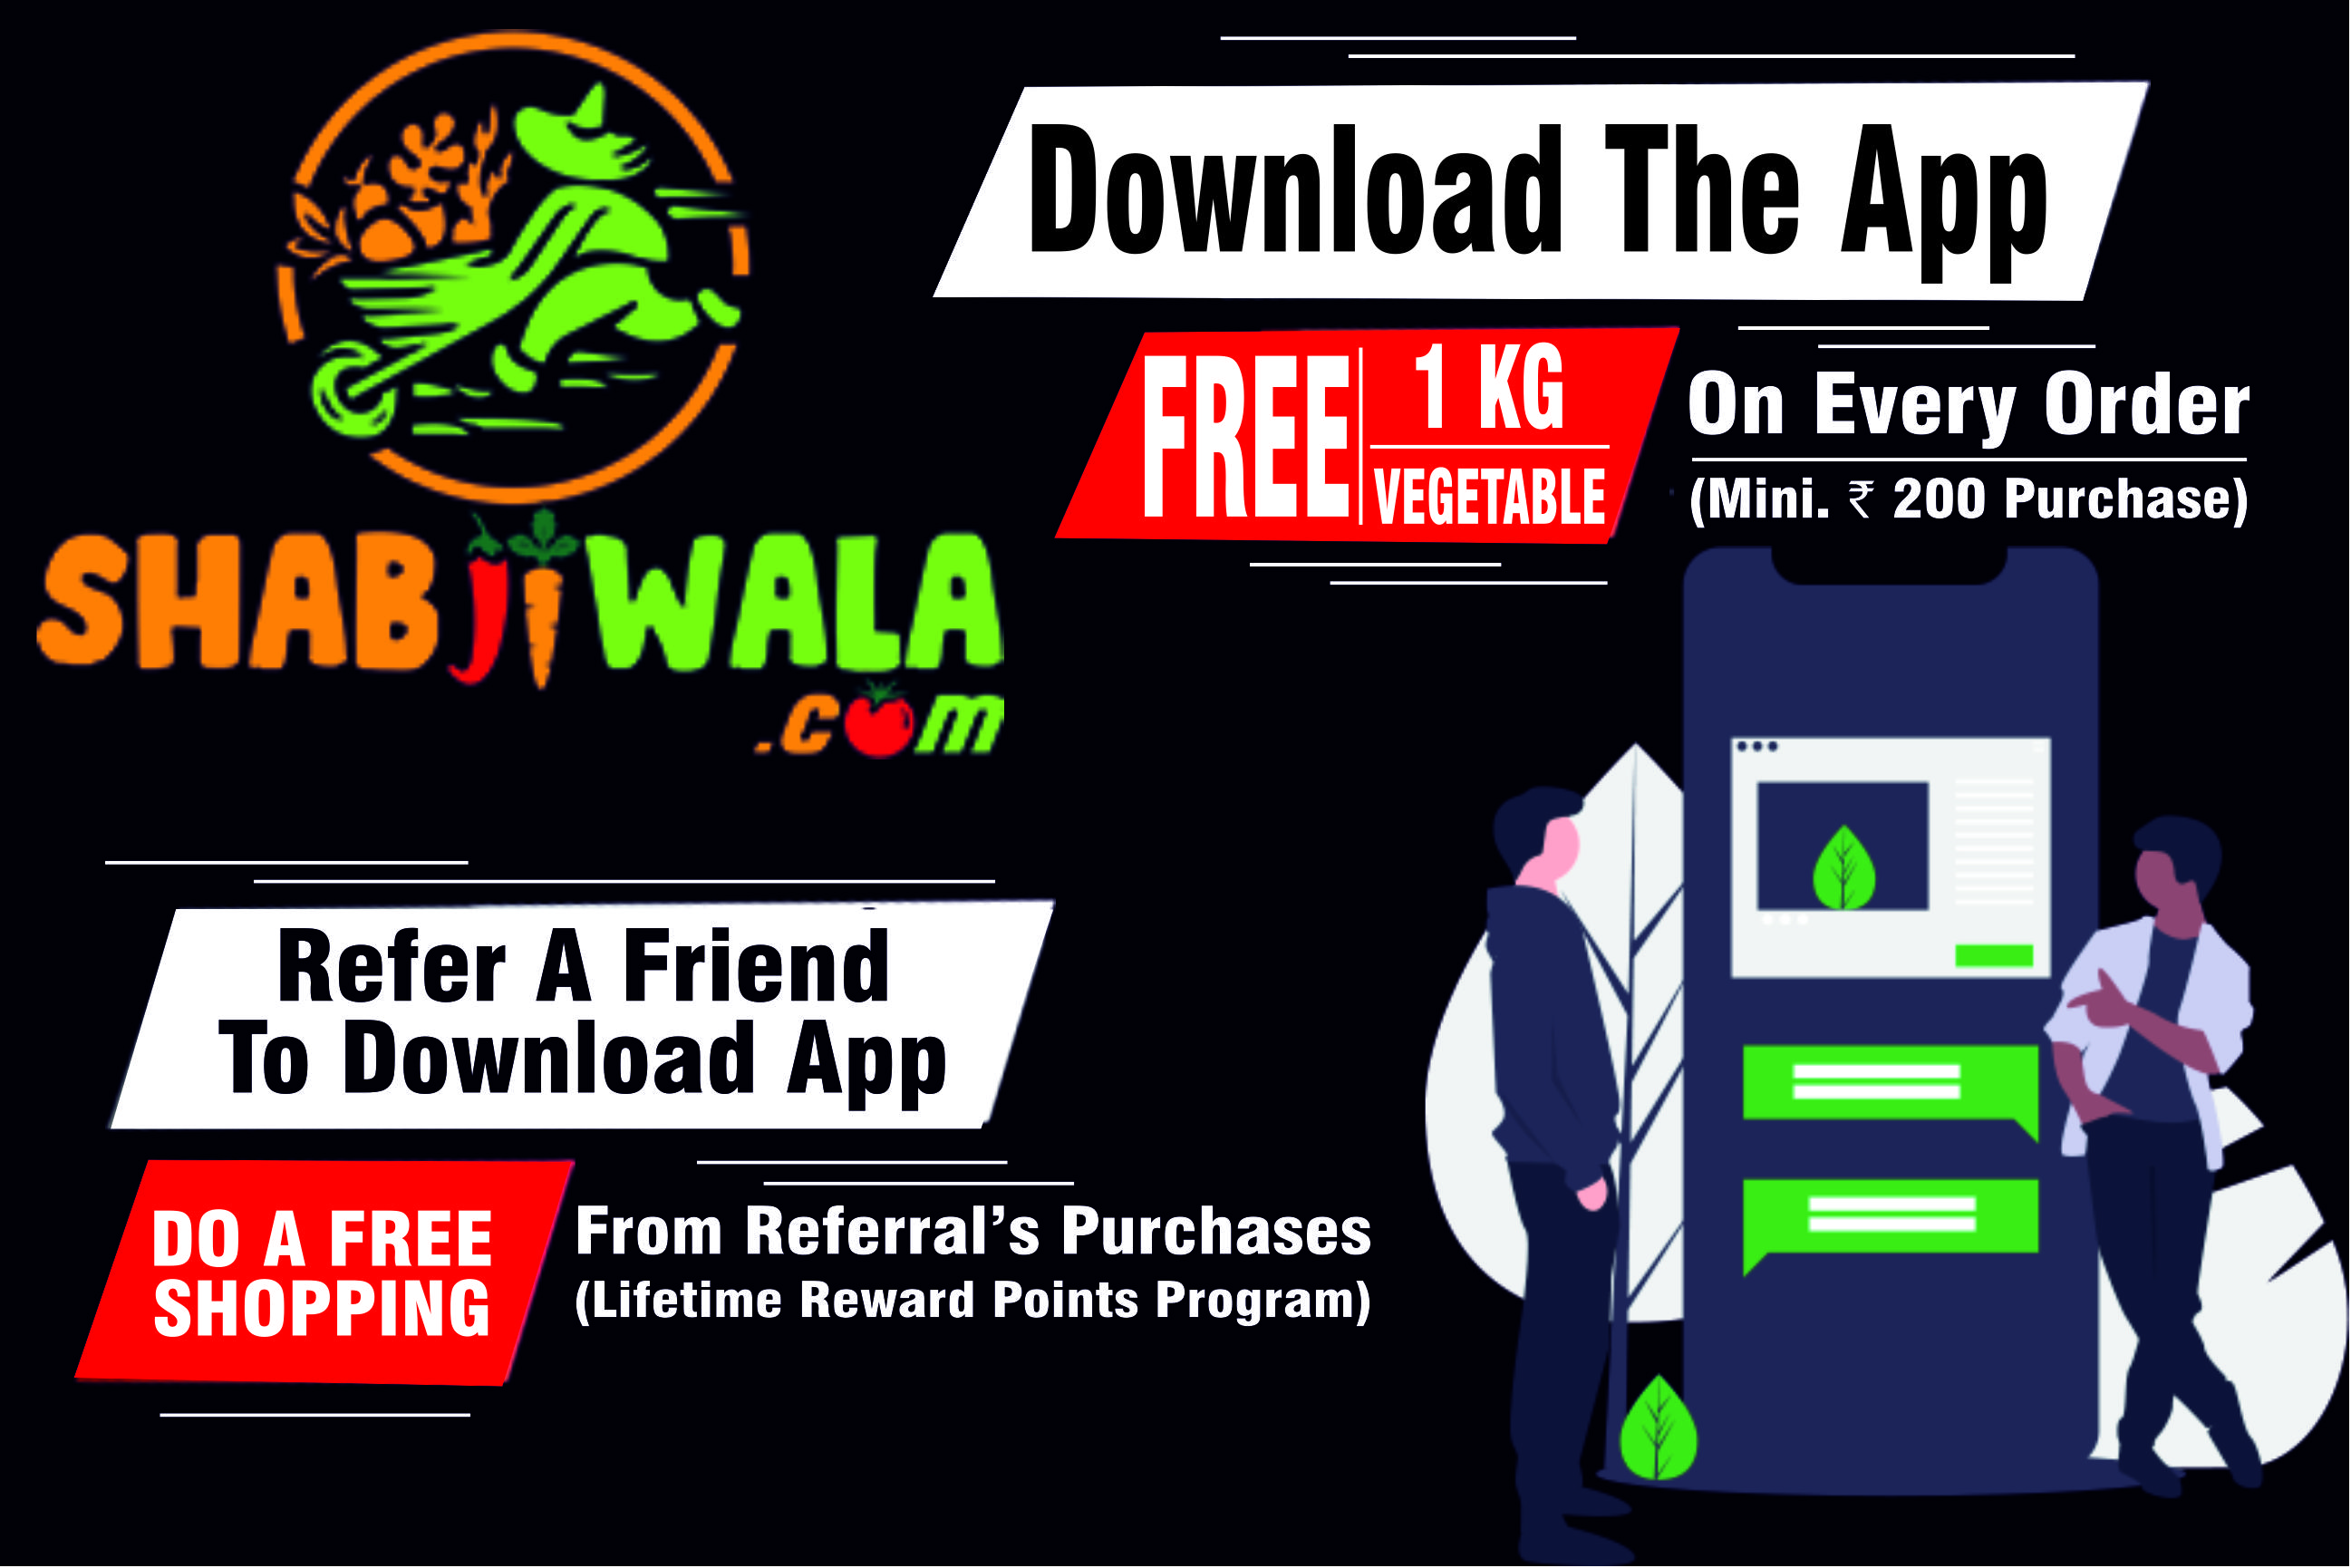 SHABJIWALA
.com
Download The App
FREE 1 KG
VEGETABLE
On Every Order
(Mini. ₹ 200 Purchase)
Refer A Friend
To Download App
DO A FREE
SHOPPING
From Referral's Purchases
(Lifetime Reward Points Program)